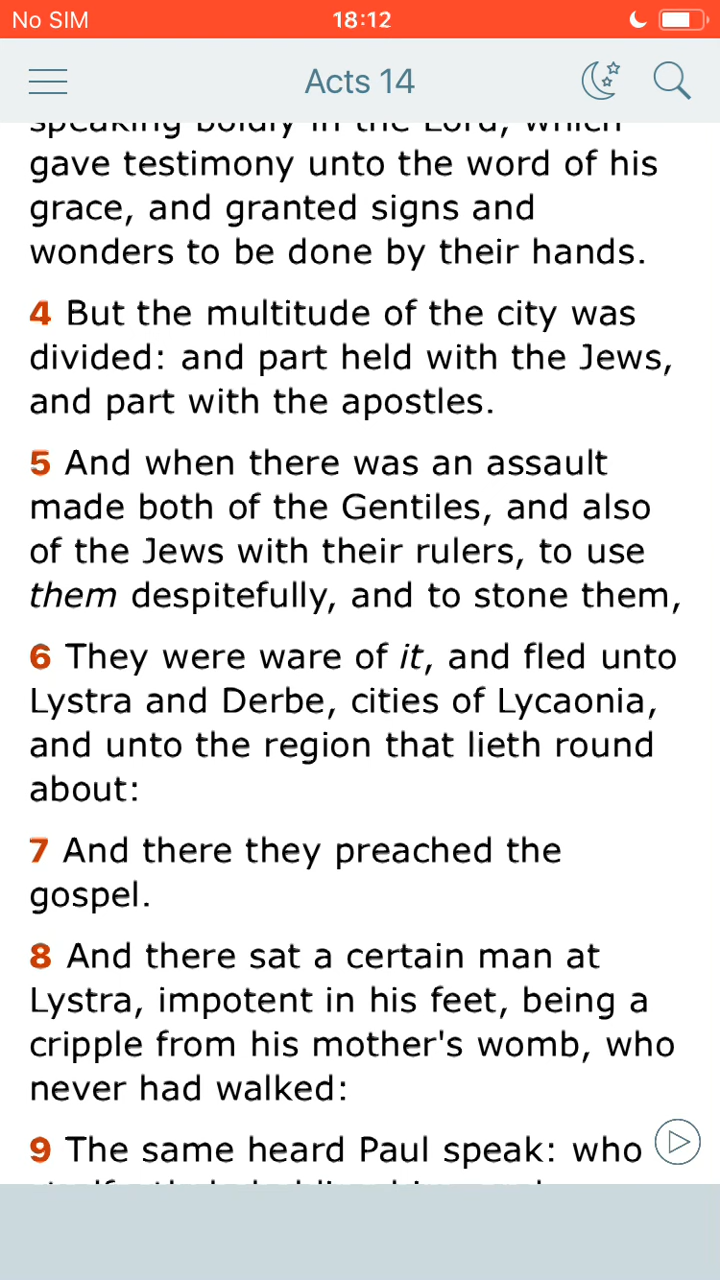 No SIM 18:12
Acts 14
speaking boldly in the Lord, which
gave testimony unto the word of his
grace, and granted signs and
wonders to be done by their hands.
4 But the multitude of the city was
divided: and part held with the Jews,
and part with the apostles.
5 And when there was an assault
made both of the Gentiles, and also
of the Jews with their rulers, to use
them despitefully, and to stone them,
6 They were ware of it, and fled unto
Lystra and Derbe, cities of Lycaonia,
and unto the region that lieth round
about:
7 And there they preached the
gospel.
8 And there sat a certain man at
Lystra, impotent in his feet, being a
cripple from his mother's womb, who
never had walked:
9 The same heard Paul speak: who